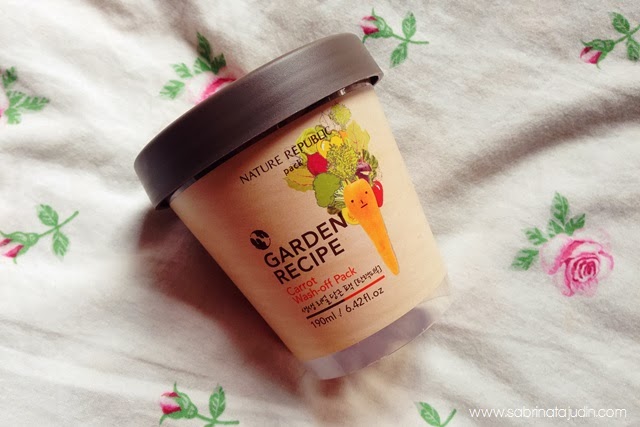 NATURE REPUBLIC
pack
GARDEN
RECIPE
Carrot
Wash-off Pack
190ml / 6.42fl.oz
www.sabrinatajudin.com